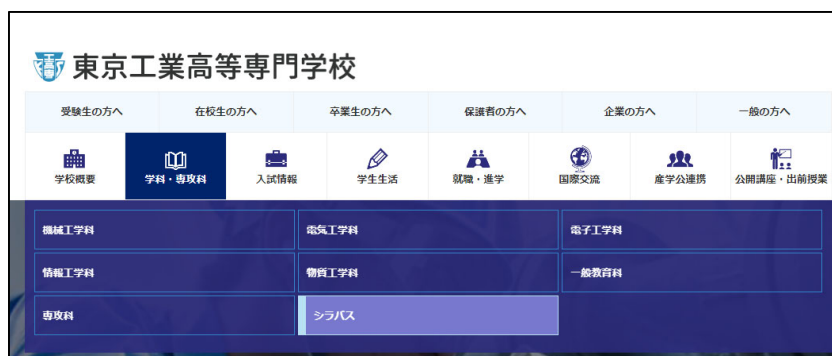 東京工業高等専門学校
受験生の方へ 在校生の方へ 卒業生の方へ 保護者の方へ 企業の方へ 一般の方へ
学校概要 学科・専攻科 入試情報 学生生活 就職・進学 国際交流 産学公連携 公開講座・出前授業
機械工学科 電気工学科 電子工学科
情報工学科 物質工学科 一般教育科
専攻科 シラバス